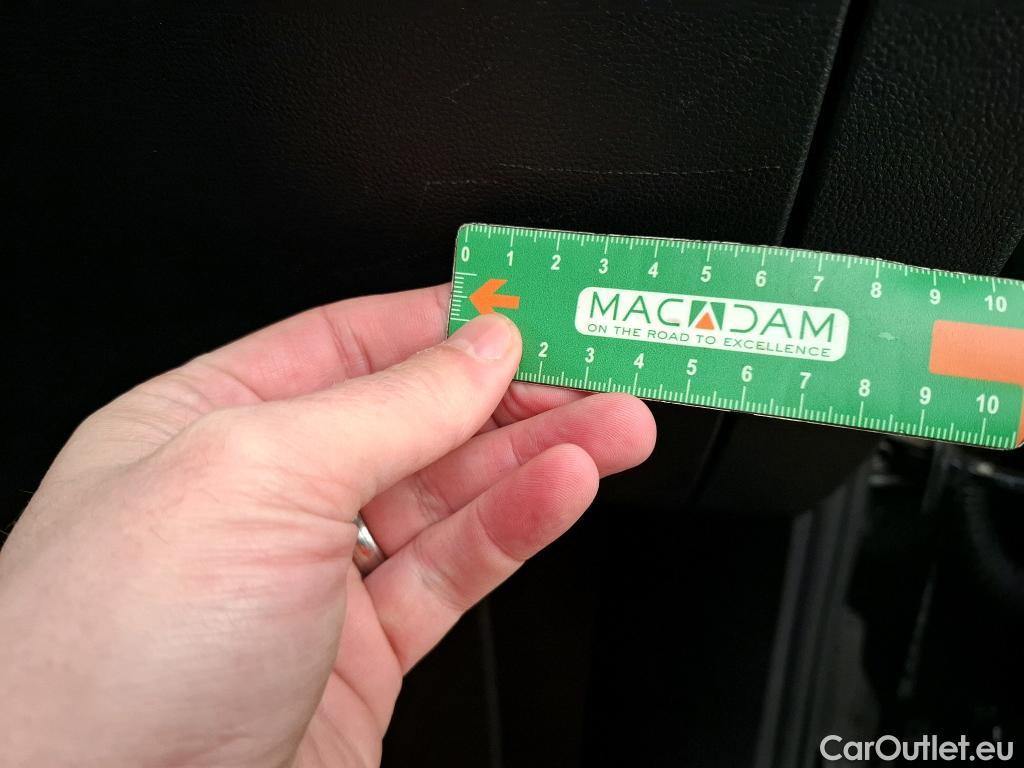 0 1 2 3 4 5 6 7 8 9 10
MACADAM
ON THE ROAD TO EXCELLENCE
2 3 4 5 6 7 8 9 10
CarOutlet.eu